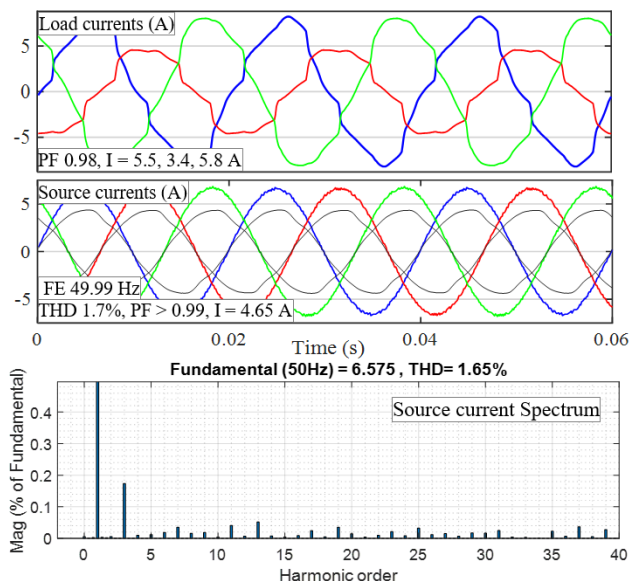 Load currents (A)
5
0
-5
PF 0.98, I = 5.5, 3.4, 5.8 A
Source currents (A)
5
0
-5
FE 49.99 Hz
THD 1.7%, PF > 0.99, I = 4.65 A
0 0.02 0.04 0.06
Time (s)
Fundamental (50Hz) = 6.575 , THD= 1.65%
Source current Spectrum
Mag (% of Fundamental)
0.4
0.3
0.2
0.1
0
0 5 10 15 20 25 30 35 40
Harmonic order